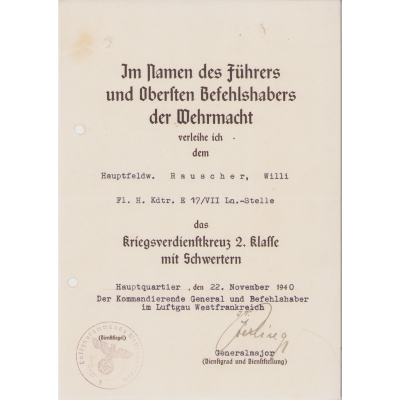 Im Namen des Führers
und Obersten Befehlshabers
der Wehrmacht
verleihe ich -
dem
Hauptfeldw. Rauscher, Willi
Fl. H. Kdtr. E 17/VII Ln.-Stelle
das
Kriegsverdienstkreuz 2. Klasse
mit Schwertern
Hauptquartier , den 22. November 1940
Der Kommandierende General und Befehlshaber
im Luftgau Westfrankreich
(Dienstsiegel)
Generalmajor
(Dienstgrad und Dienststellung)